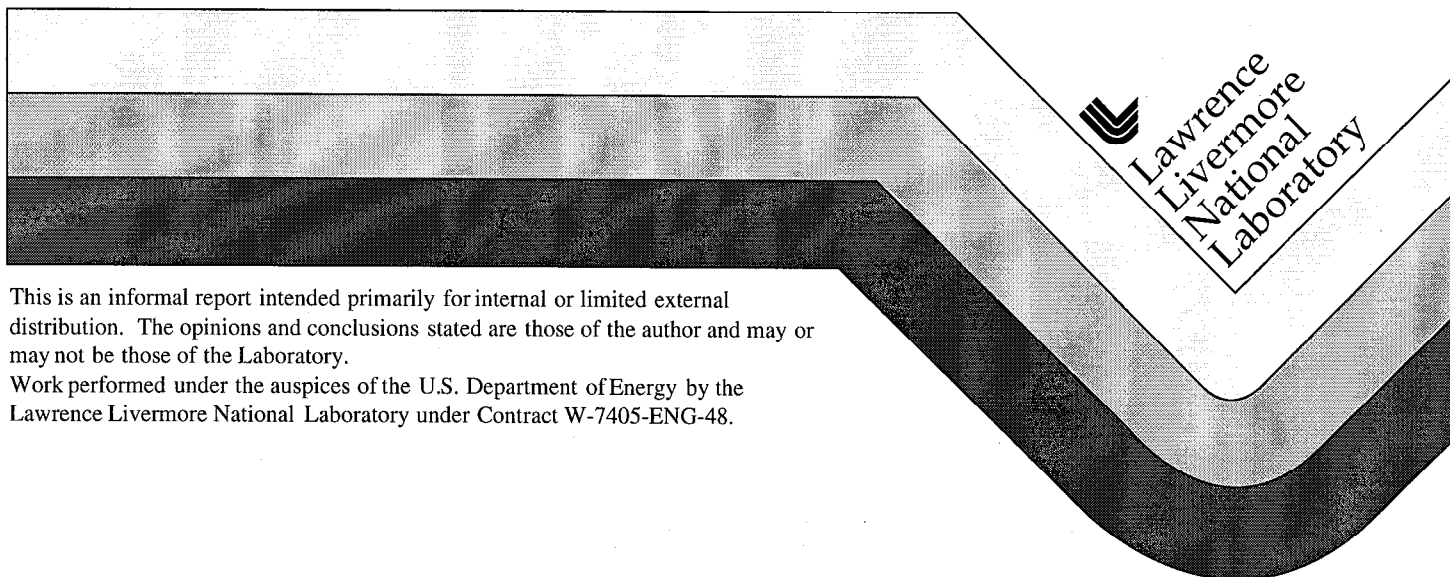 Lawrence
Livermore
National
Laboratory
This is an informal report intended primarily for internal or limited external
distribution. The opinions and conclusions stated are those of the author and may or
may not be those of the Laboratory.
Work performed under the auspices of the U.S. Department of Energy by the
Lawrence Livermore National Laboratory under Contract W-7405-ENG-48.